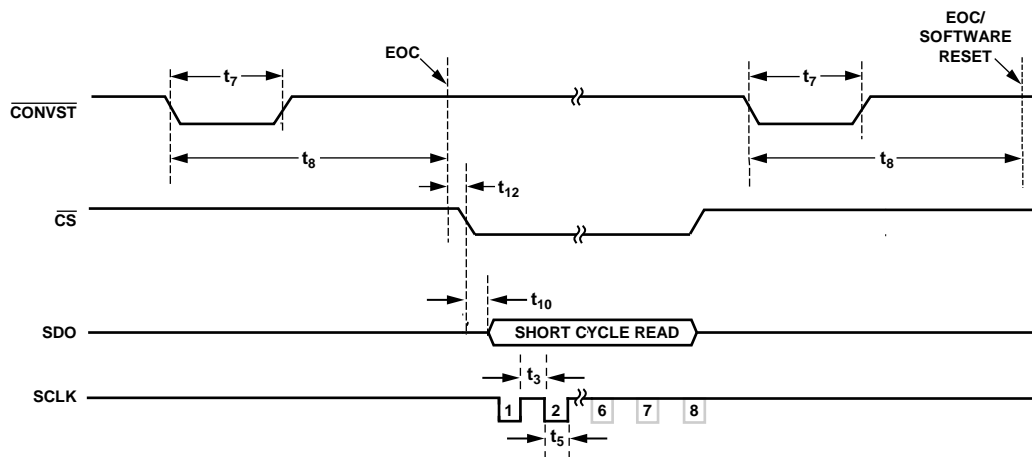 EOC
EOC/
SOFTWARE
RESET
t7
t7
CONVST
t8
t8
t12
CS
t10
SDO
SHORT CYCLE READ
t3
SCLK
1 2 6 7 8
t5